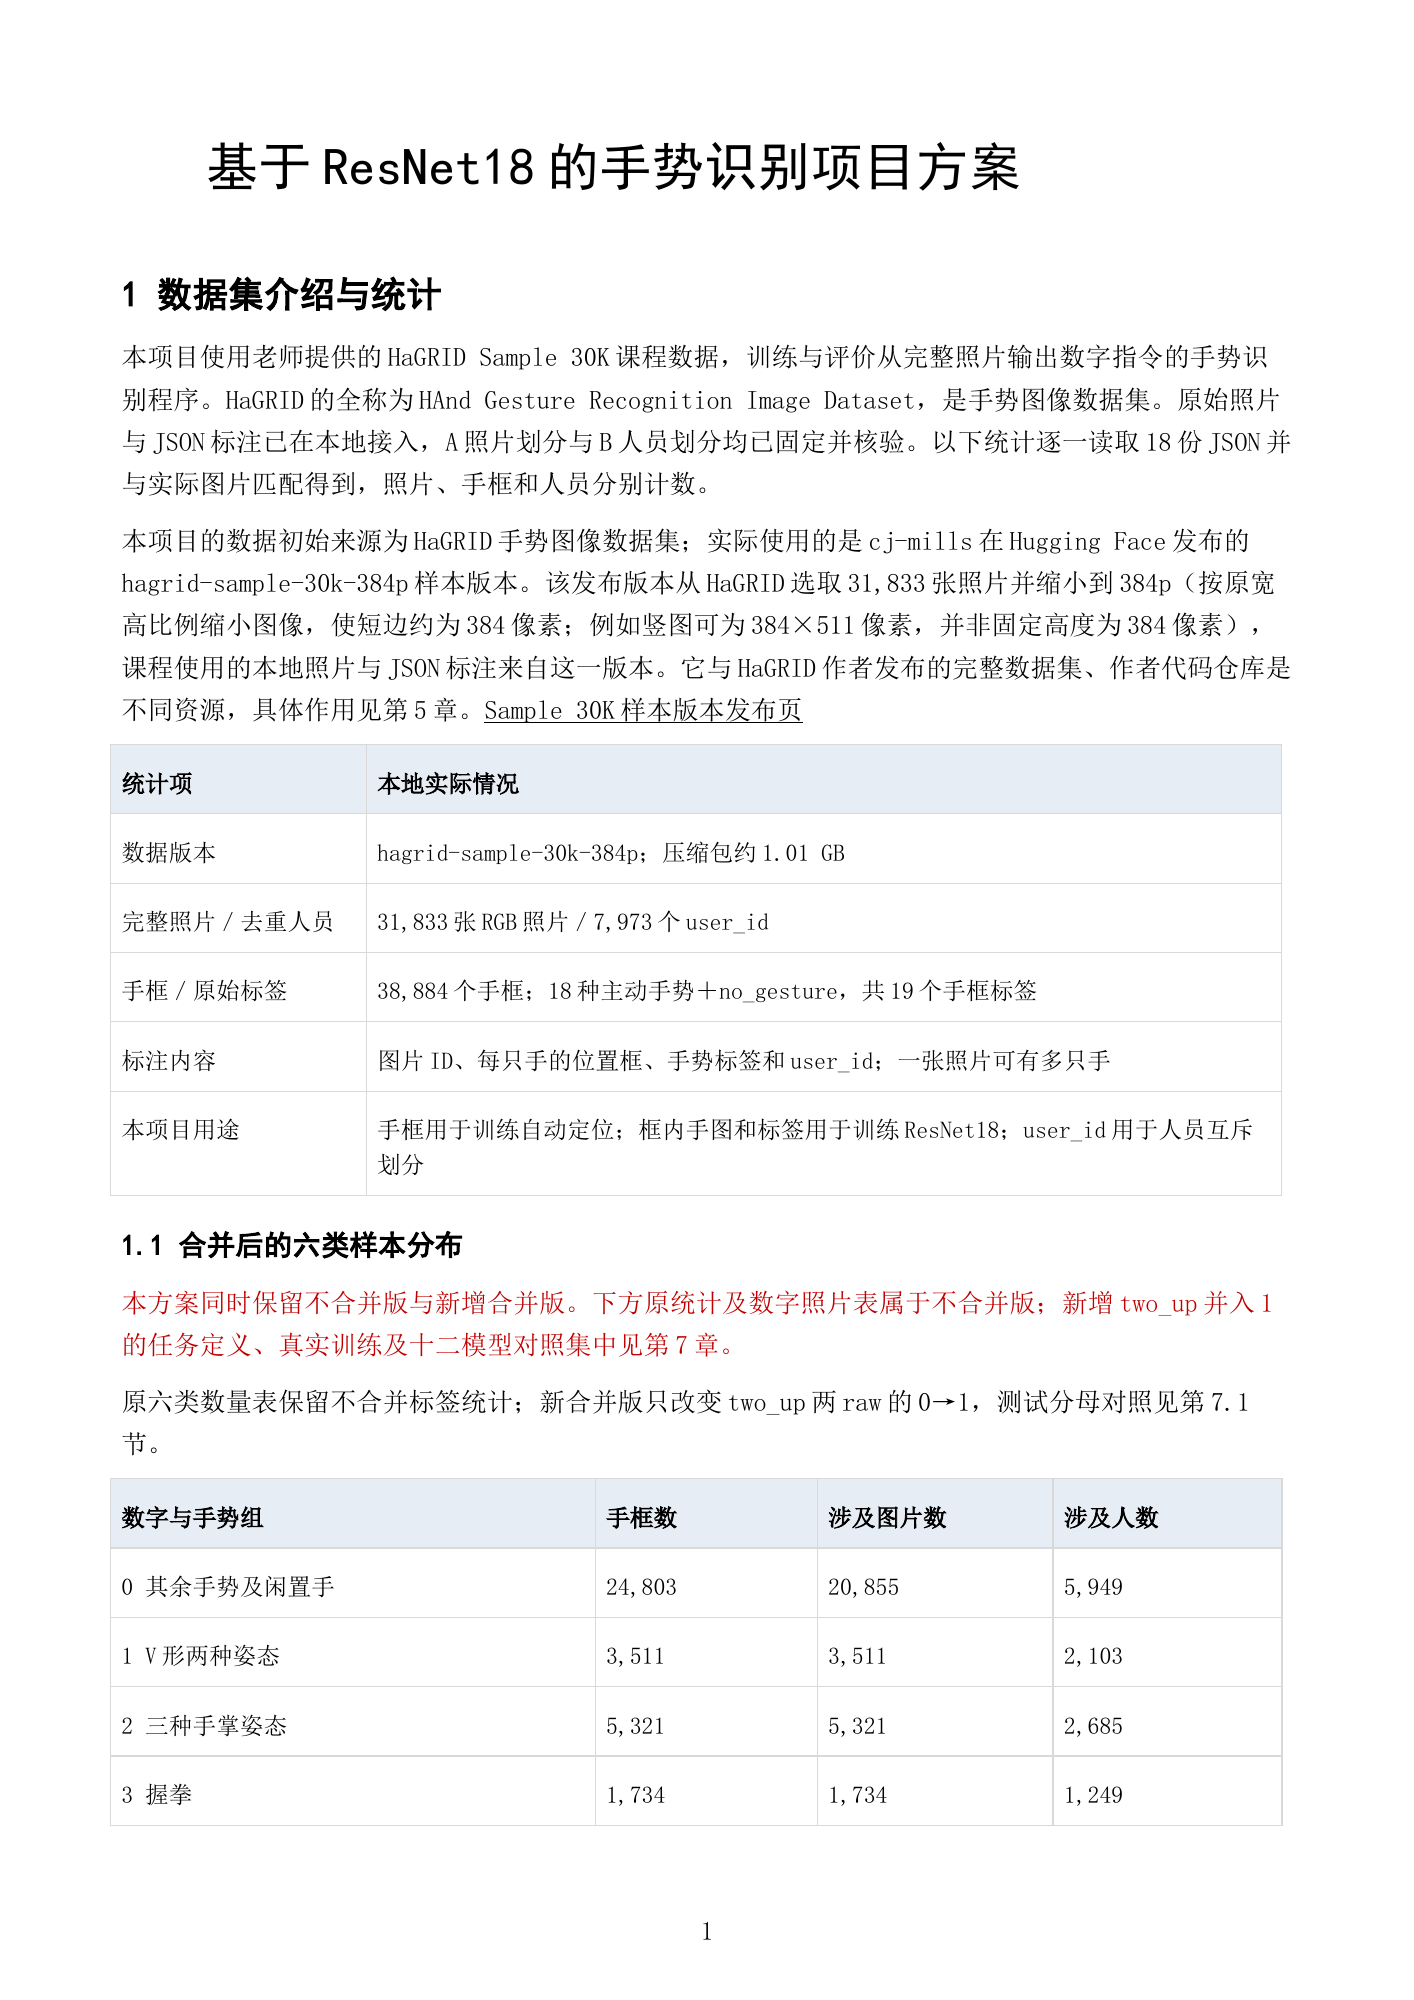 基于 ResNet18 的手势识别项目方案
1 数据集介绍与统计
本项目使用老师提供的 HaGRID Sample 30K 课程数据，训练与评价从完整照片输出数字指令的手势识
别程序。HaGRID 的全称为 HAnd Gesture Recognition Image Dataset，是手势图像数据集。原始照片
与 JSON 标注已在本地接入，A 照片划分与 B 人员划分均已固定并核验。以下统计逐一读取 18 份 JSON 并
与实际图片匹配得到，照片、手框和人员分别计数。
本项目的数据初始来源为 HaGRID 手势图像数据集；实际使用的是 cj-mills 在 Hugging Face 发布的
hagrid-sample-30k-384p 样本版本。该发布版本从 HaGRID 选取 31,833 张照片并缩小到 384p（按原宽
高比例缩小图像，使短边约为 384 像素；例如竖图可为 384×511 像素，并非固定高度为 384 像素），
课程使用的本地照片与 JSON 标注来自这一版本。它与 HaGRID 作者发布的完整数据集、作者代码仓库是
不同资源，具体作用见第 5 章。Sample 30K 样本版本发布页
统计项 本地实际情况
数据版本 hagrid-sample-30k-384p；压缩包约 1.01 GB
完整照片 / 去重人员 31,833 张 RGB 照片 / 7,973 个 user_id
手框 / 原始标签 38,884 个手框；18 种主动手势＋no_gesture，共 19 个手框标签
标注内容 图片 ID、每只手的位置框、手势标签和 user_id；一张照片可有多只手
本项目用途 手框用于训练自动定位；框内手图和标签用于训练 ResNet18；user_id 用于人员互斥
划分
1.1 合并后的六类样本分布
本方案同时保留不合并版与新增合并版。下方原统计及数字照片表属于不合并版；新增 two_up 并入 1
的任务定义、真实训练及十二模型对照集中见第 7 章。
原六类数量表保留不合并标签统计；新合并版只改变 two_up 两 raw 的 0→1，测试分母对照见第 7.1
节。
数字与手势组 手框数 涉及图片数 涉及人数
0 其余手势及闲置手 24,803 20,855 5,949
1 V 形两种姿态 3,511 3,511 2,103
2 三种手掌姿态 5,321 5,321 2,685
3 握拳 1,734 1,734 1,249
1